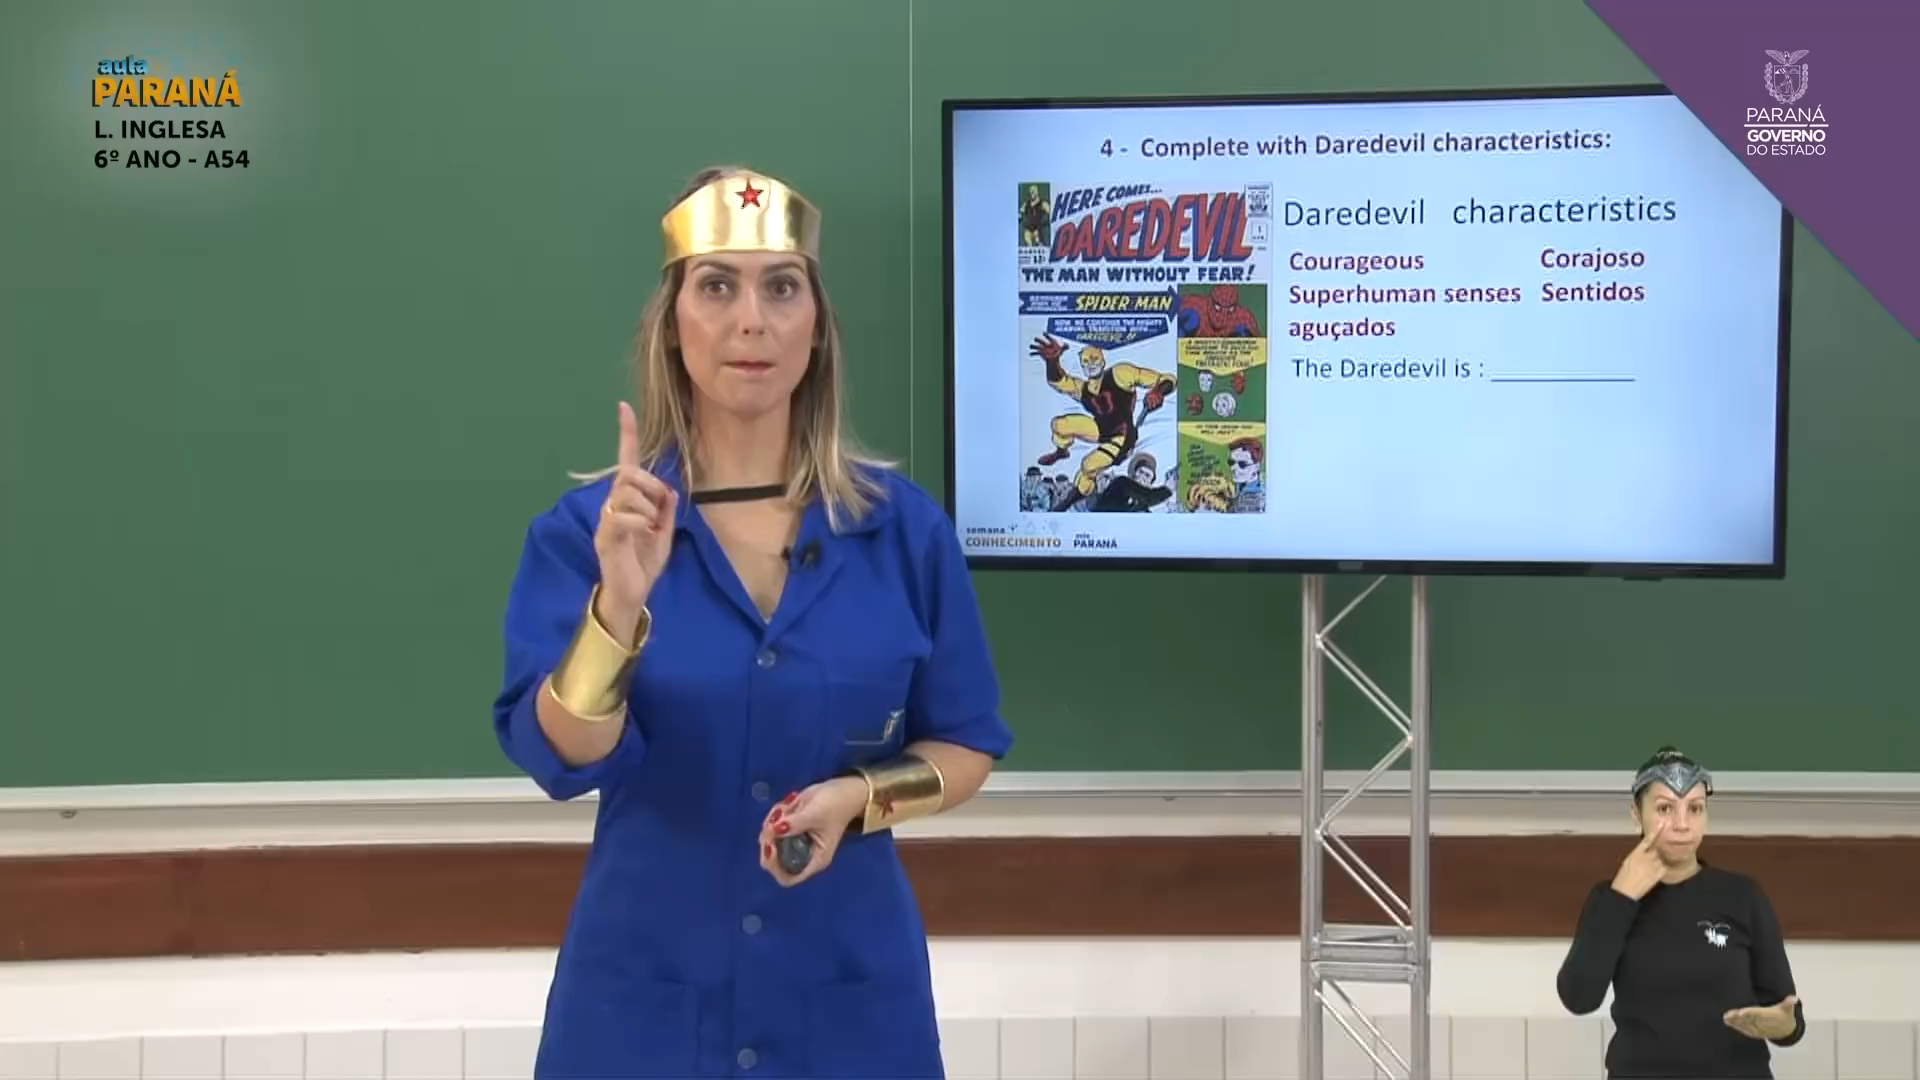 aula
PARANÁ
L. INGLESA
6º ANO - A54
PARANÁ
GOVERNO
DO ESTADO
4 - Complete with Daredevil characteristics:
HERE COMES...
DAREDEVIL
THE MAN WITHOUT FEAR!
SPIDER-MAN
Daredevil characteristics
Courageous Corajoso
Superhuman senses Sentidos
aguçados
The Daredevil is : __________
semana
CONHECIMENTO
aula
PARANÁ